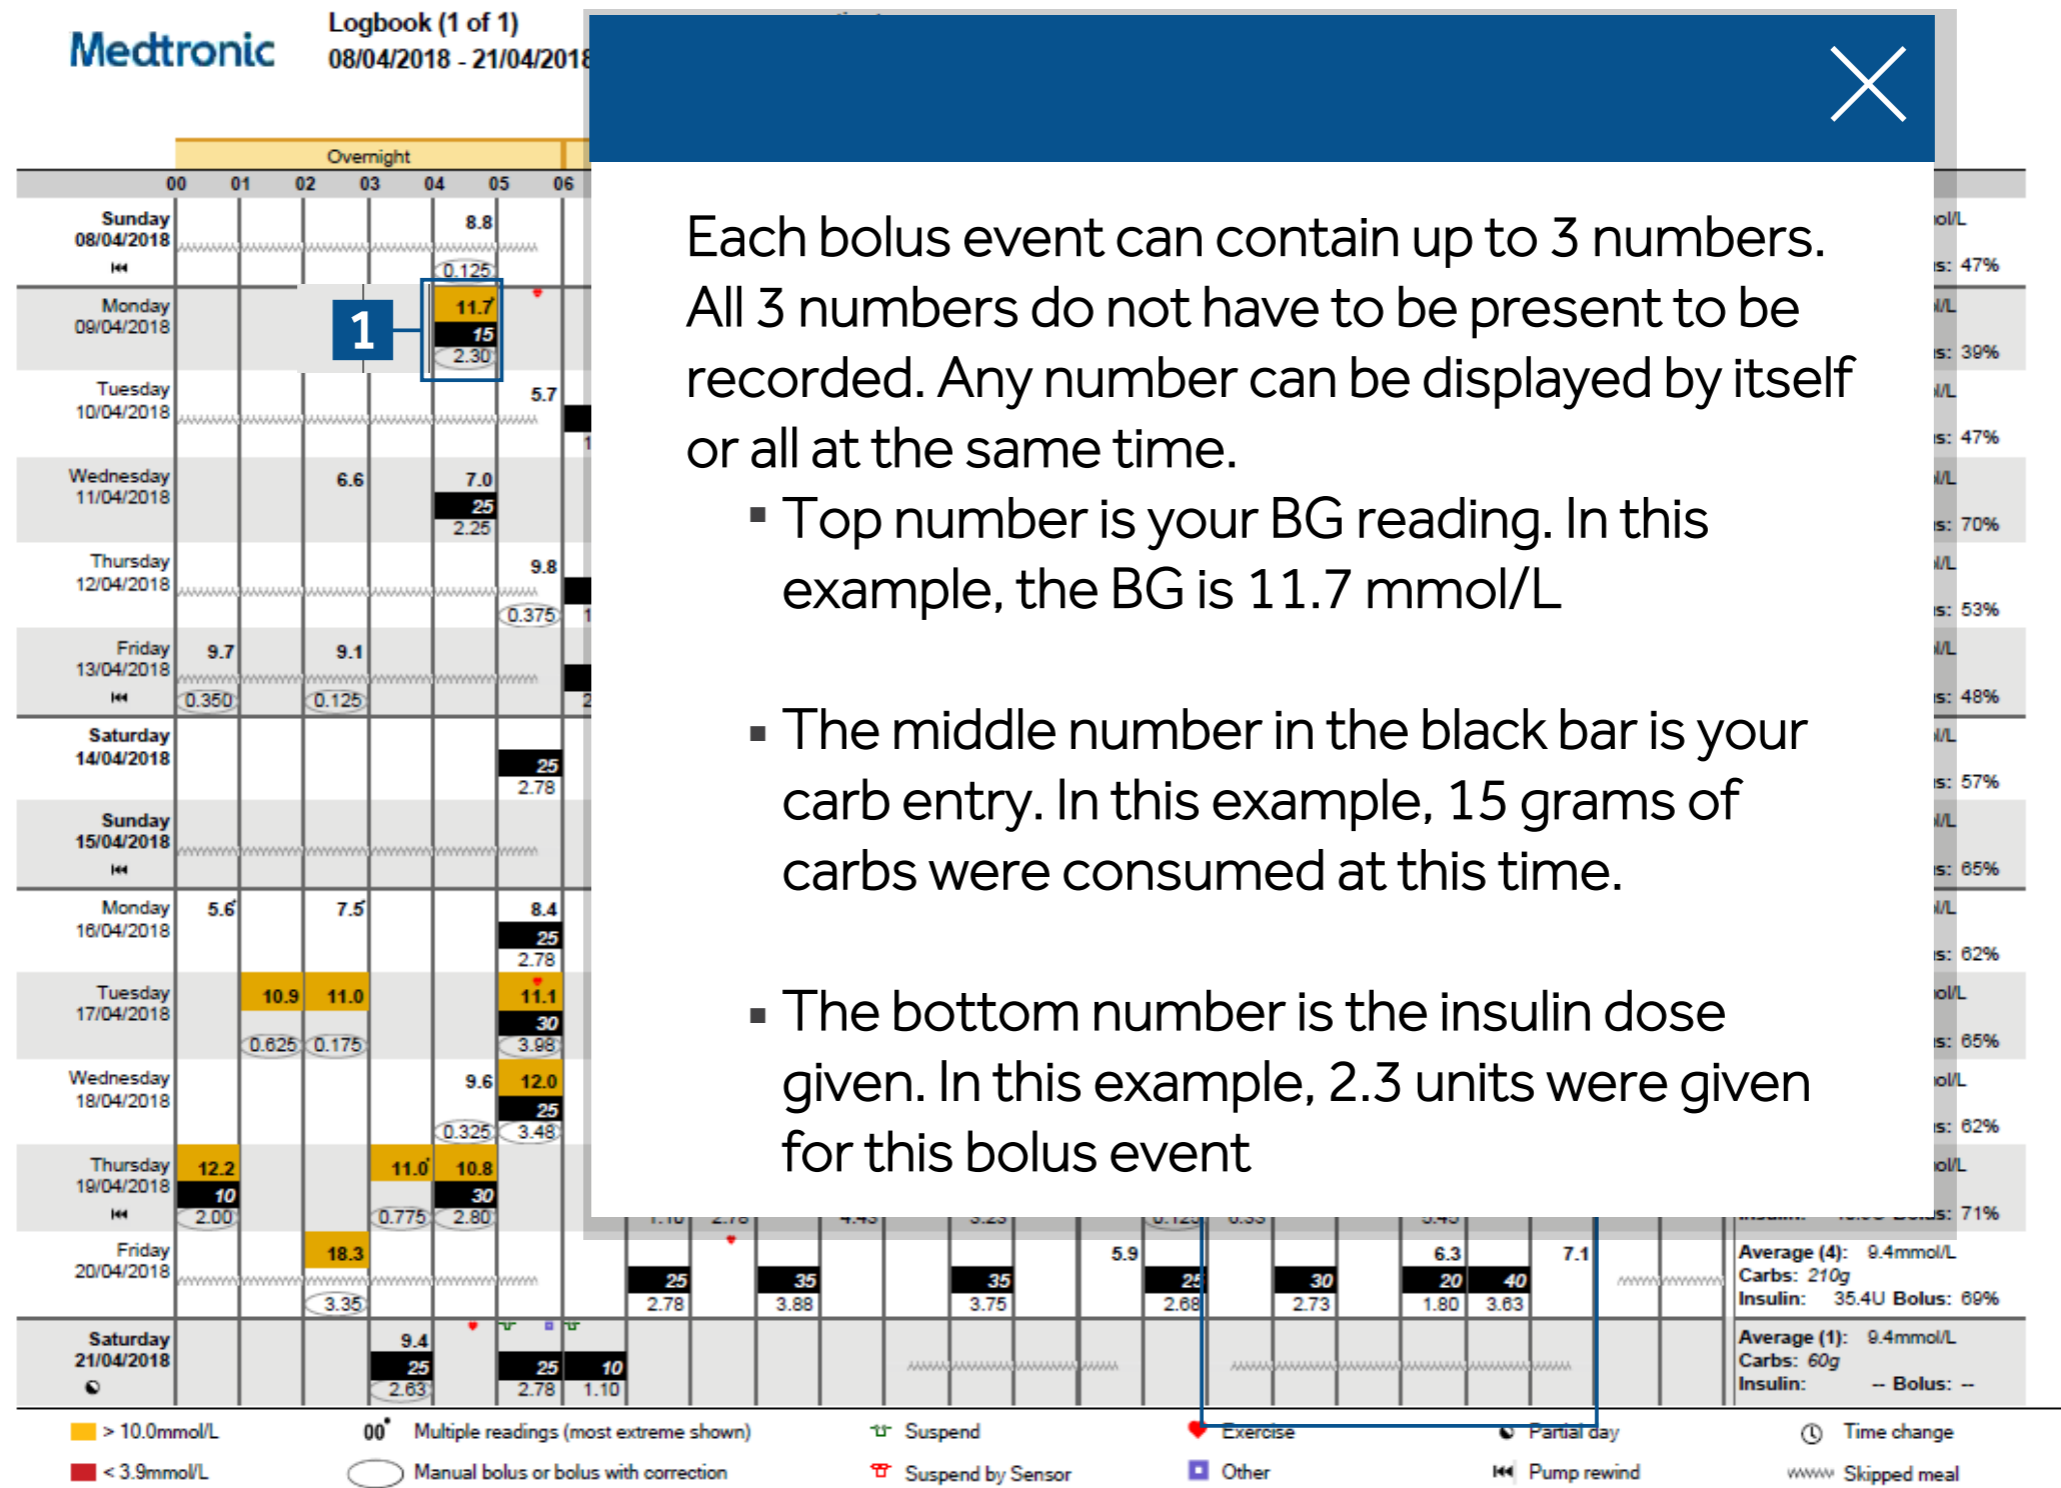 Medtronic
Logbook (1 of 1)
08/04/2018 - 21/04/2018
Overnight
00 01 02 03 04 05 06
Sunday 8.8
08/04/2018
0.125
s: 47%
Monday 11.7
09/04/2018 1 15
2.30
s: 39%
Tuesday 5.7
10/04/2018
s: 47%
Wednesday 6.6 7.0
11/04/2018 25
2.25
s: 70%
Thursday 9.8
12/04/2018
0.375
s: 53%
Friday 9.7 9.1
13/04/2018
0.350 0.125
s: 48%
Saturday
14/04/2018 25
2.78
s: 57%
Sunday
15/04/2018
s: 65%
Monday 5.6 7.5 8.4
16/04/2018 25
2.78
s: 62%
Tuesday 10.9 11.0 11.1
17/04/2018 30
0.625 0.175 3.98
s: 65%
Wednesday 9.6 12.0
18/04/2018 25
0.325 3.48
s: 62%
Thursday 12.2 11.0 10.8
19/04/2018 10 30
2.00 0.775 2.80
s: 71%
Each bolus event can contain up to 3 numbers.
All 3 numbers do not have to be present to be
recorded. Any number can be displayed by itself
or all at the same time.
▪ Top number is your BG reading. In this
example, the BG is 11.7 mmol/L
▪ The middle number in the black bar is your
carb entry. In this example, 15 grams of
carbs were consumed at this time.
▪ The bottom number is the insulin dose
given. In this example, 2.3 units were given
for this bolus event
Friday 18.3 5.9 6.3 7.1 Average (4): 9.4mmol/L
20/04/2018 25 35 35 25 30 20 40 Carbs: 210g
3.35 2.78 3.88 3.75 2.68 2.73 1.80 3.63 Insulin: 35.4U Bolus: 69%
Saturday 9.4 Average (1): 9.4mmol/L
21/04/2018 25 25 10 Carbs: 60g
2.63 2.78 1.10 Insulin: -- Bolus: --
> 10.0mmol/L 00 Multiple readings (most extreme shown) Suspend Exercise Partial day Time change
< 3.9mmol/L Manual bolus or bolus with correction Suspend by Sensor Other Pump rewind Skipped meal